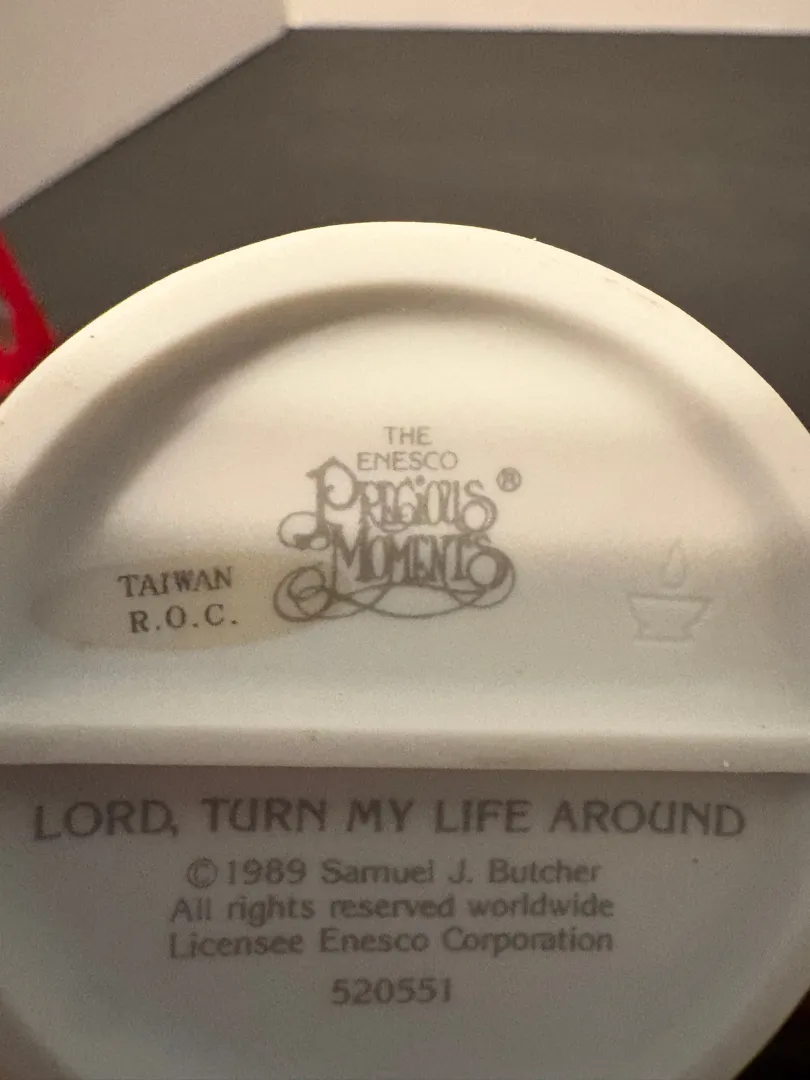 THE
ENESCO
PRECIOUS ®
MOMENTS
TAIWAN
R.O.C.
LORD, TURN MY LIFE AROUND
©1989 Samuel J. Butcher
All rights reserved worldwide
Licensee Enesco Corporation
520551